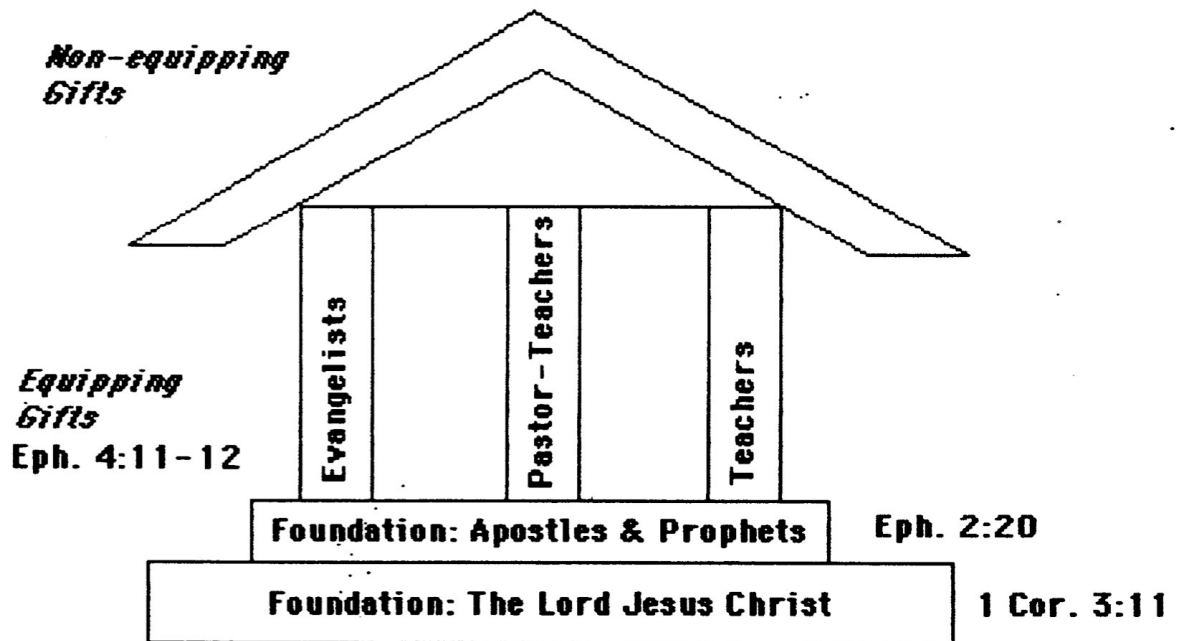 Non-equipping
Gifts
Evangelists
Pastor-Teachers
Teachers
Equipping
Gifts
Eph. 4:11-12
Foundation: Apostles & Prophets
Eph. 2:20
Foundation: The Lord Jesus Christ
1 Cor. 3:11